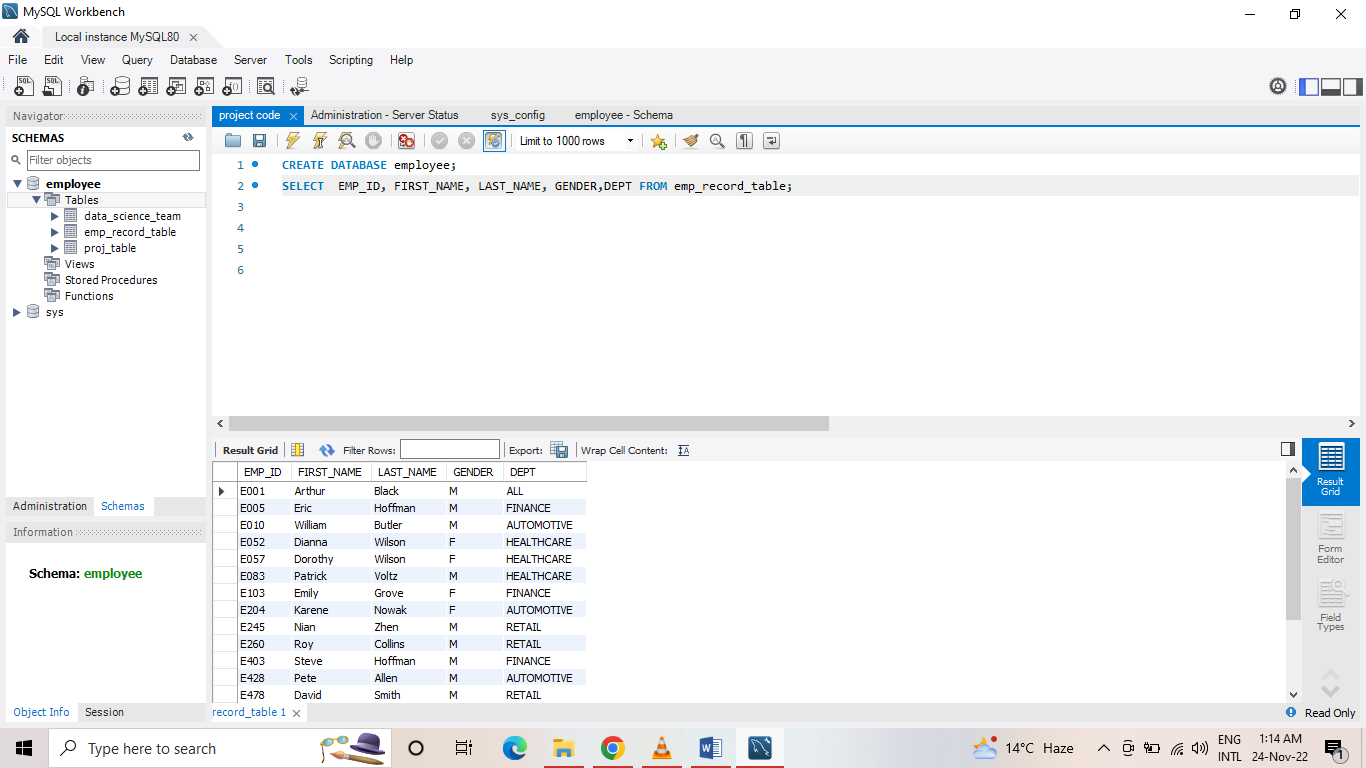 MySQL Workbench
Local instance MySQL80
File Edit View Query Database Server Tools Scripting Help
Navigator
project code Administration - Server Status sys_config employee - Schema
SCHEMAS
Limit to 1000 rows
Filter objects
employee
Tables
data_science_team
emp_record_table
proj_table
Views
Stored Procedures
Functions
sys
1 CREATE DATABASE employee;
2 SELECT EMP_ID, FIRST_NAME, LAST_NAME, GENDER,DEPT FROM emp_record_table;
3
4
5
6
Administration Schemas
Information
Schema: employee
Object Info Session
Result Grid Filter Rows: Export: Wrap Cell Content:
EMP_ID FIRST_NAME LAST_NAME GENDER DEPT
E001 Arthur Black M ALL
E005 Eric Hoffman M FINANCE
E010 William Butler M AUTOMOTIVE
E052 Dianna Wilson F HEALTHCARE
E057 Dorothy Wilson F HEALTHCARE
E083 Patrick Voltz M HEALTHCARE
E103 Emily Grove F FINANCE
E204 Karene Nowak F AUTOMOTIVE
E245 Nian Zhen M RETAIL
E260 Roy Collins M RETAIL
E403 Steve Hoffman M FINANCE
E428 Pete Allen M AUTOMOTIVE
E478 David Smith M RETAIL
Result
Grid
Form
Editor
Field
Types
record_table 1
Read Only
Type here to search
14°C Haze
ENG
INTL
1:14 AM
24-Nov-22
1